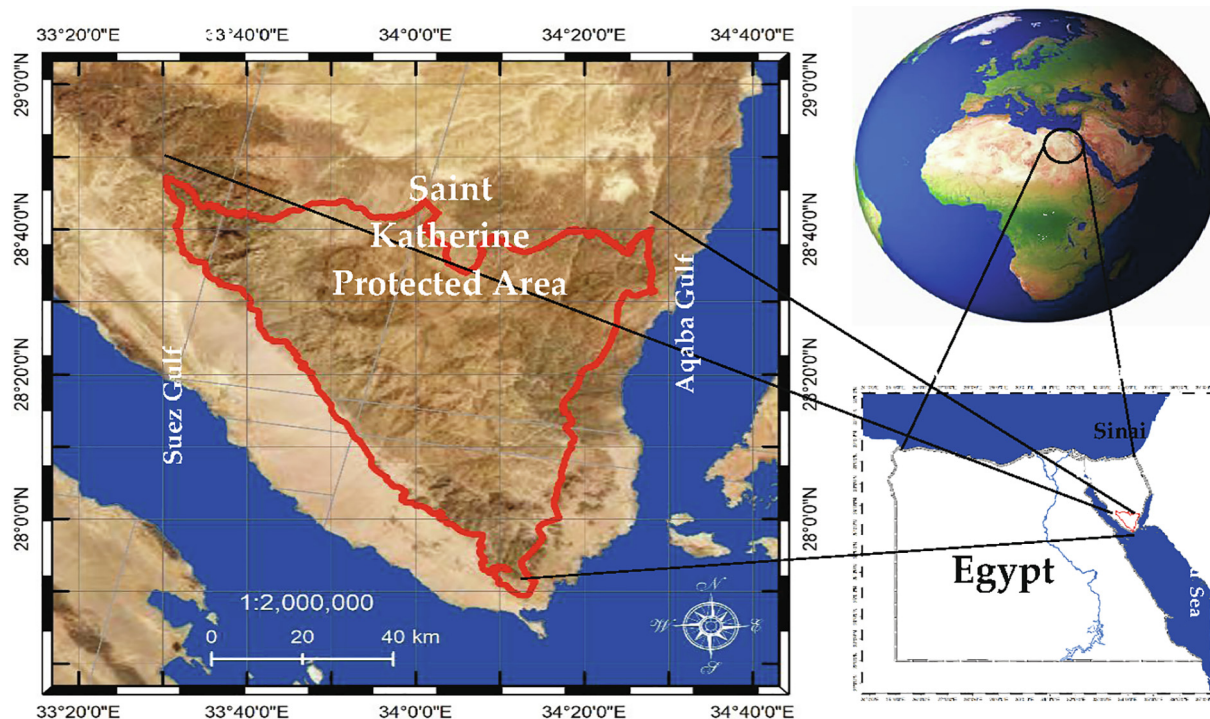 33°20'0"E
33°40'0"E
34°0'0"E
34°20'0"E
34°40'0"E
29°0'0"N
28°40'0"N
28°20'0"N
28°0'0"N
Saint
Katherine
Protected Area
Suez Gulf
Aqaba Gulf
29°0'0"N
28°40'0"N
28°20'0"N
28°0'0"N
1:2,000,000
0 20 40 km
N
W E
S
33°20'0"E
33°40'0"E
34°0'0"E
34°20'0"E
34°40'0"E
Sinai
Egypt
Sea